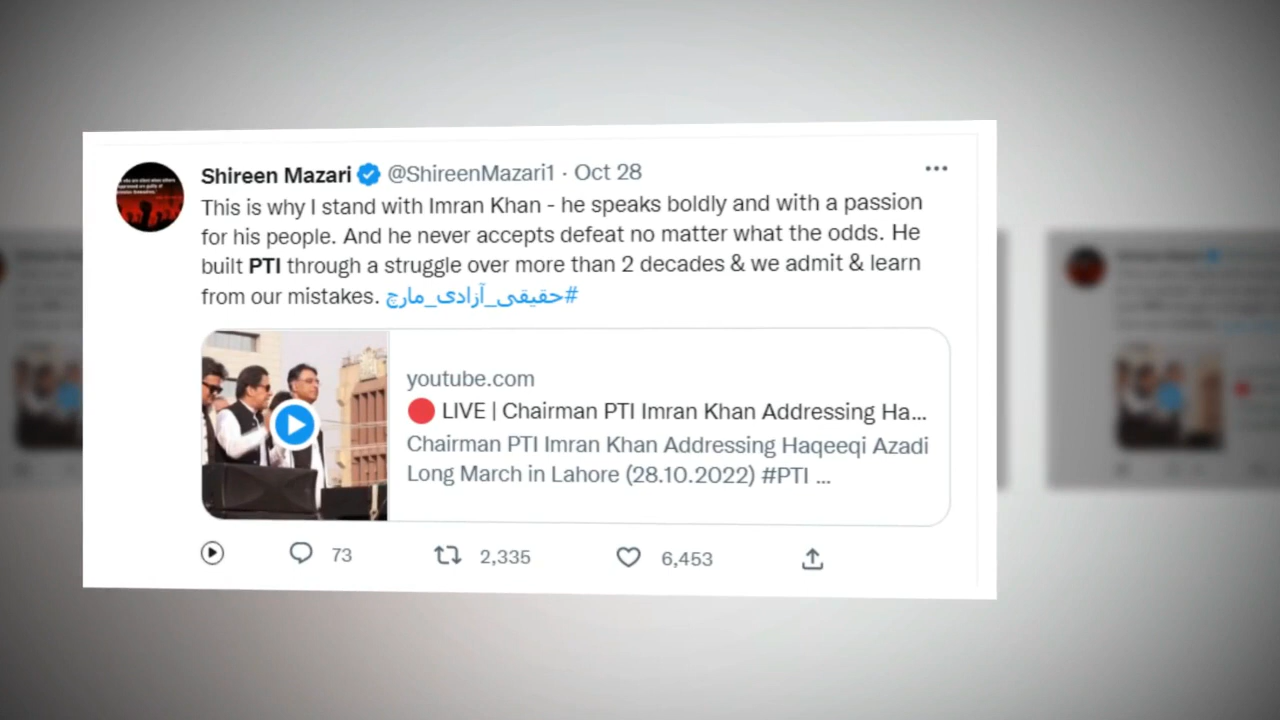 Shireen Mazari @ShireenMazari1 · Oct 28
This is why I stand with Imran Khan - he speaks boldly and with a passion
for his people. And he never accepts defeat no matter what the odds. He
built PTI through a struggle over more than 2 decades & we admit & learn
from our mistakes. #حقیقی_آزادی_مارچ
youtube.com
LIVE | Chairman PTI Imran Khan Addressing Ha...
Chairman PTI Imran Khan Addressing Haqeeqi Azadi
Long March in Lahore (28.10.2022) #PTI ...
73 2,335 6,453